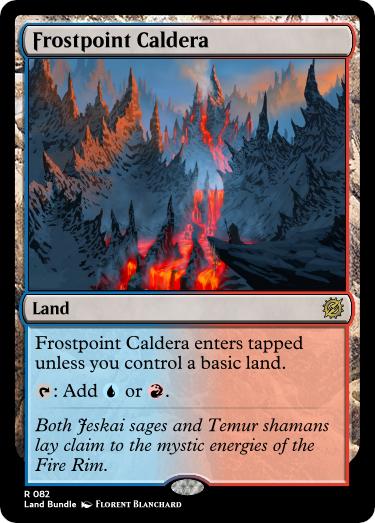 Frostpoint Caldera
Land
Frostpoint Caldera enters tapped
unless you control a basic land.
: Add or .
Both Jeskai sages and Temur shamans
lay claim to the mystic energies of the
Fire Rim.
R 082
Land Bundle FLORENT BLANCHARD